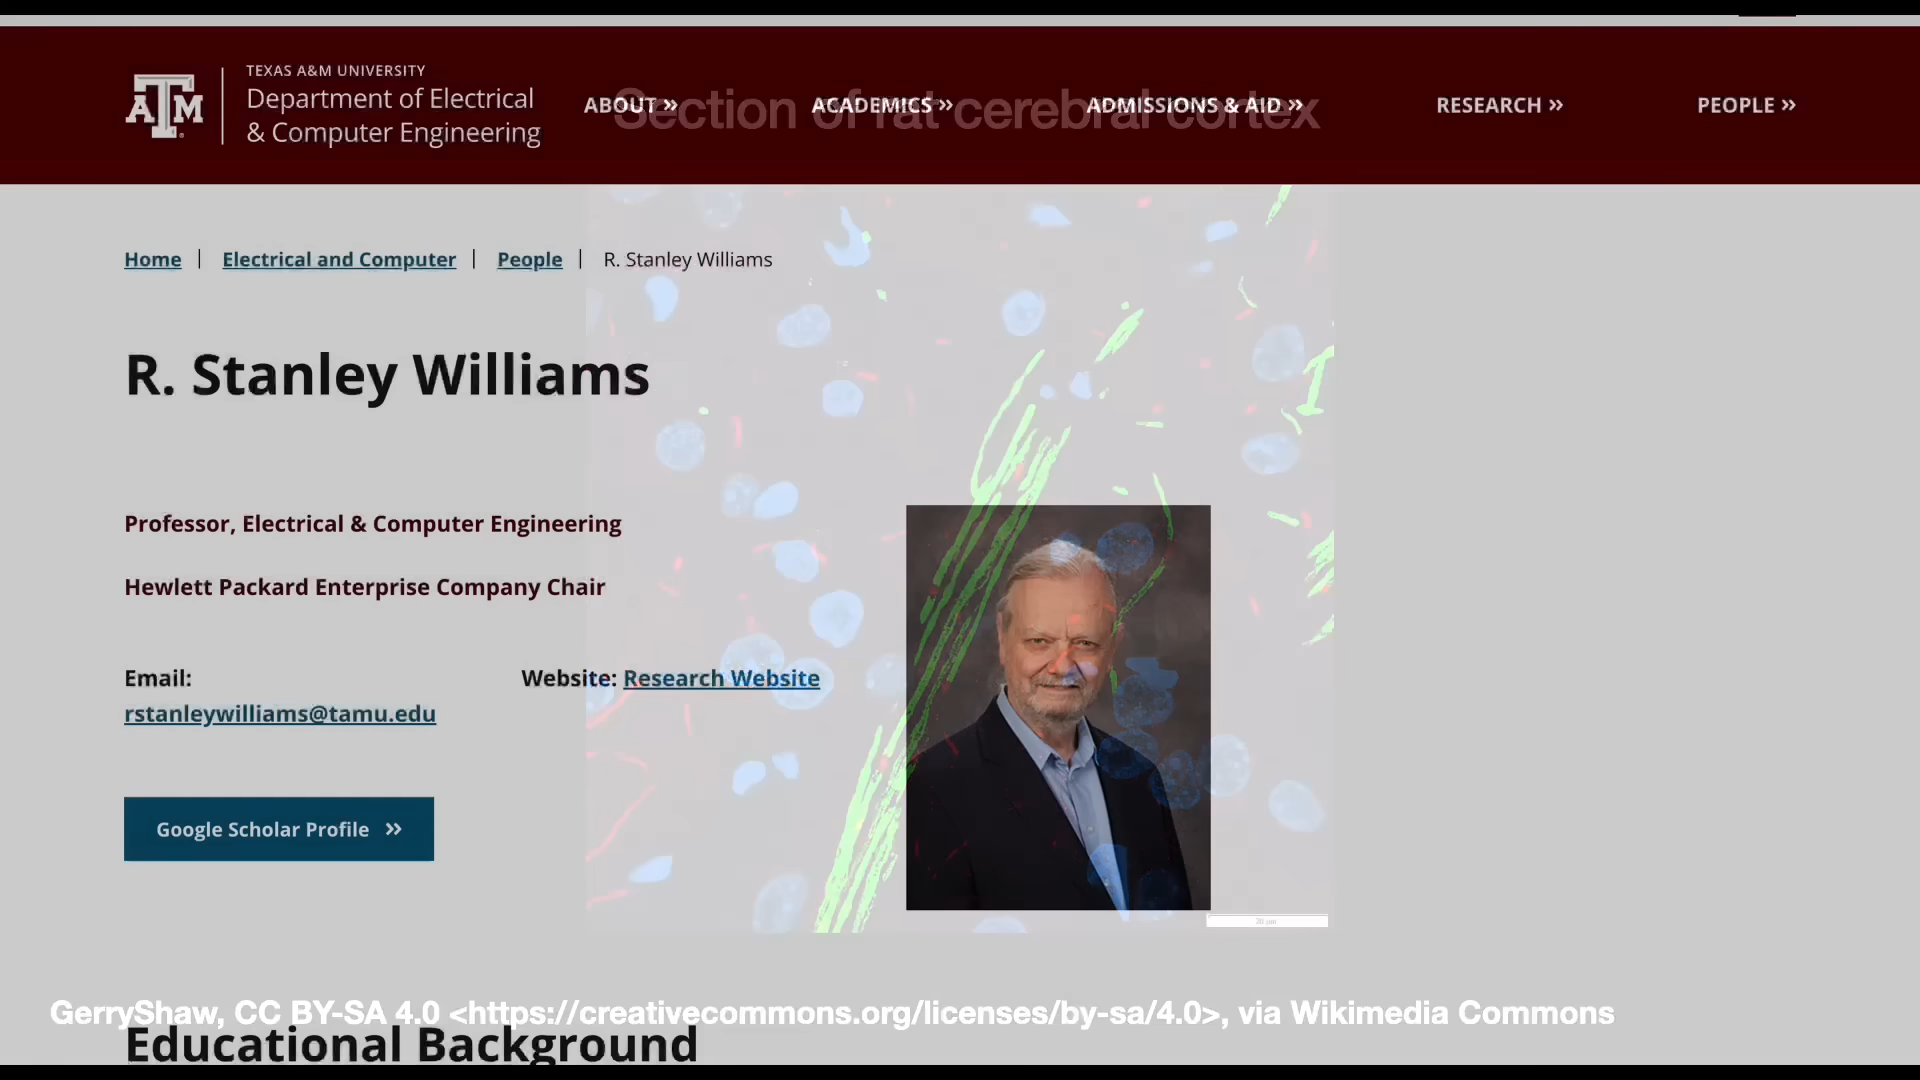 TEXAS A&M UNIVERSITY
Department of Electrical
& Computer Engineering
ABOUT »
ACADEMICS »
ADMISSIONS & AID »
RESEARCH »
PEOPLE »
Section of rat cerebral cortex
Home | Electrical and Computer | People | R. Stanley Williams
R. Stanley Williams
Professor, Electrical & Computer Engineering
Hewlett Packard Enterprise Company Chair
Email:
rstanleywilliams@tamu.edu
Website: Research Website
Google Scholar Profile »
20 µm
GerryShaw, CC BY-SA 4.0 <https://creativecommons.org/licenses/by-sa/4.0>, via Wikimedia Commons
Educational Background